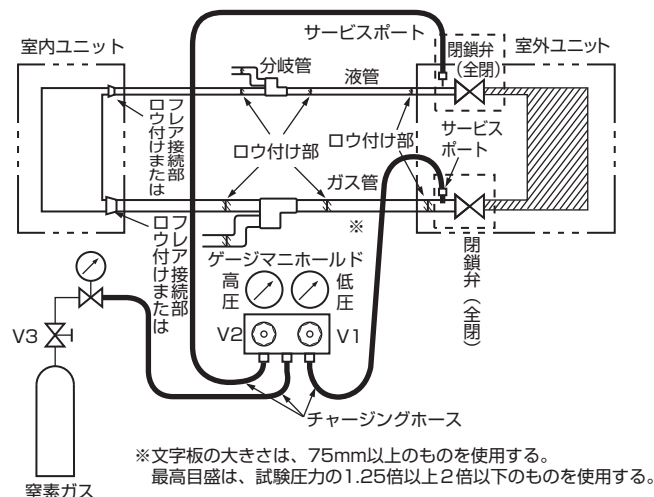 サービスポート
室内ユニット
分岐管
液管
閉鎖弁
(全閉)
室外ユニット
フレア接続部
ロウ付けまたは
ロウ付け部
ロウ付け部
サービス
ポート
ガス管
※
フレア接続部
ロウ付けまたは
ゲージマニホールド
高圧
低圧
閉鎖弁(全閉)
V3
V2
V1
チャージングホース
※文字板の大きさは、75mm以上のものを使用する。
最高目盛は、試験圧力の1.25倍以上2倍以下のものを使用する。
窒素ガス